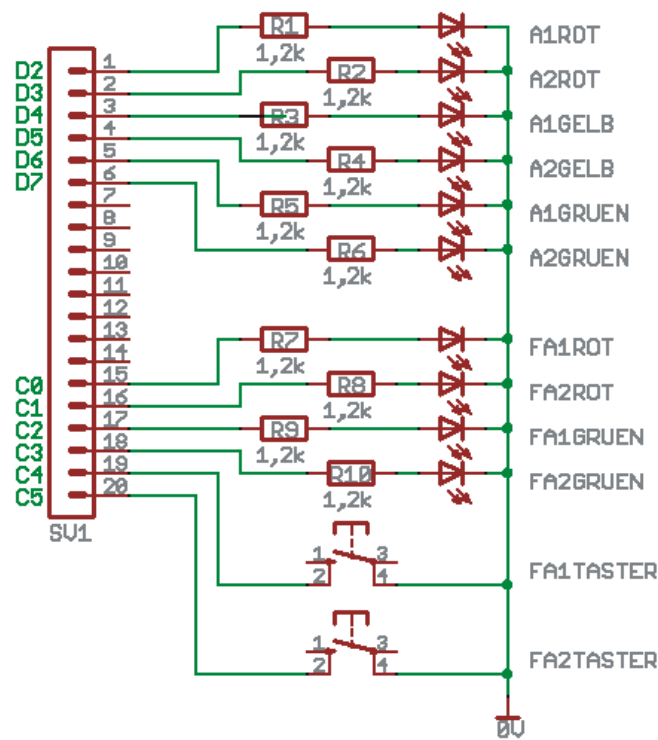 R1
1,2k
A1ROT
D2 1
R2
1,2k
A2ROT
D3 2
D4 3
R3
1,2k
A1GELB
D5 4
R4
1,2k
A2GELB
D6 5
D7 6
R5
1,2k
A1GRUEN
7
8
R6
1,2k
A2GRUEN
9
10
11
12
13
R7
1,2k
FA1ROT
14
C0 15
R8
1,2k
FA2ROT
C1 16
C2 17
R9
1,2k
FA1GRUEN
C3 18
C4 19
R10
1,2k
FA2GRUEN
C5 20
SV1
1 3
2 4
FA1TASTER
1 3
2 4
FA2TASTER
0V